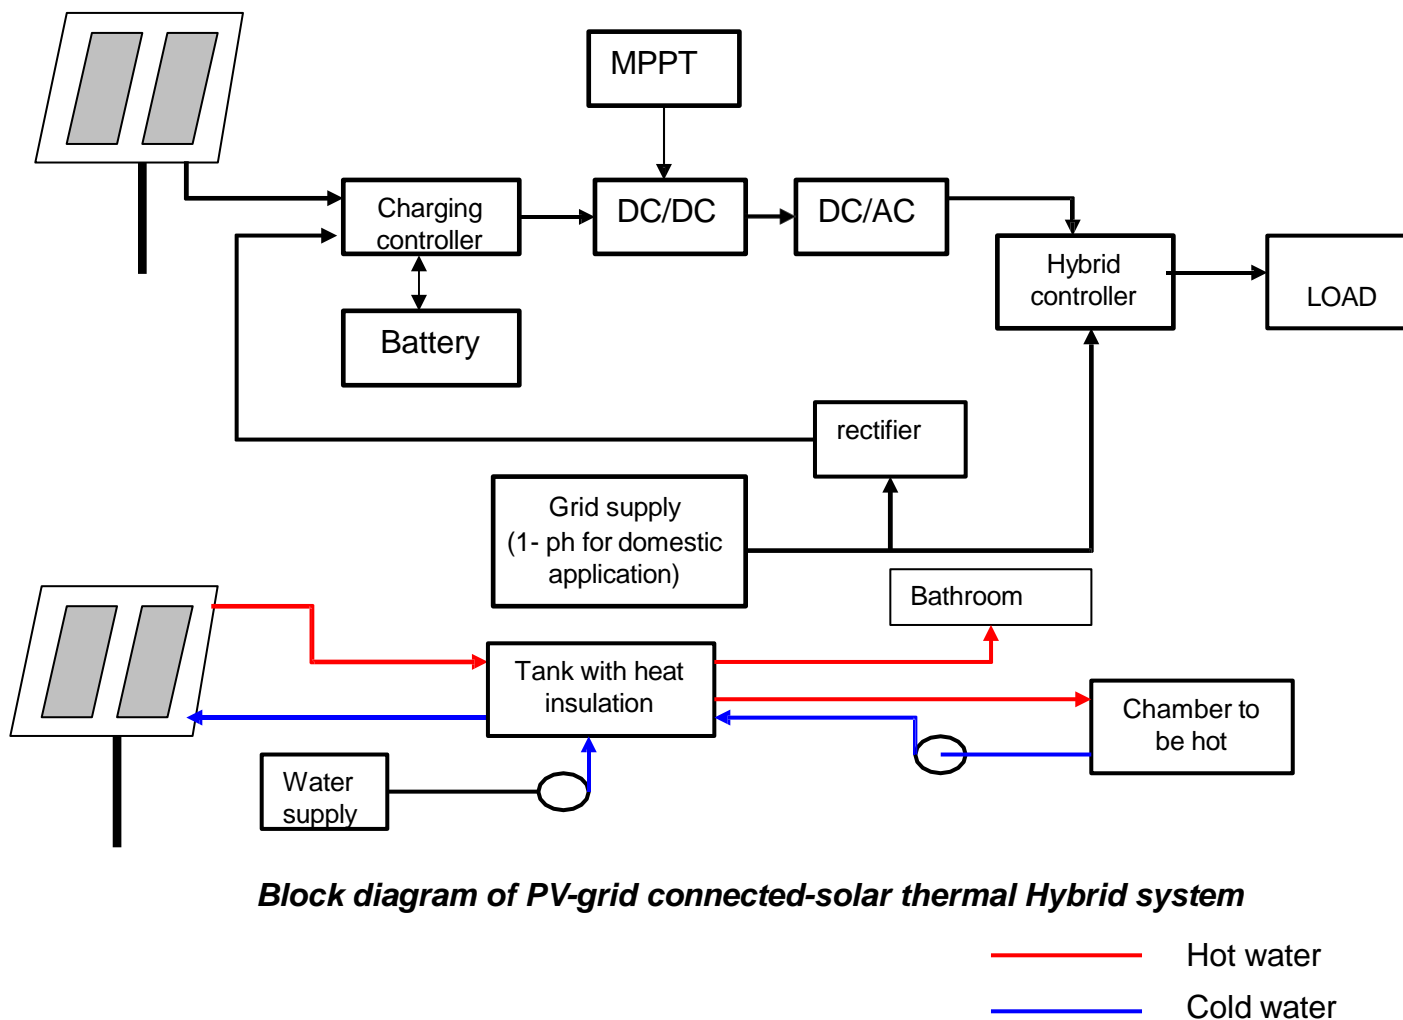 MPPT
Charging
controller
DC/DC
DC/AC
Hybrid
controller
LOAD
Battery
rectifier
Grid supply
(1- ph for domestic
application)
Bathroom
Tank with heat
insulation
Chamber to
be hot
Water
supply
Block diagram of PV-grid connected-solar thermal Hybrid system
Hot water
Cold water